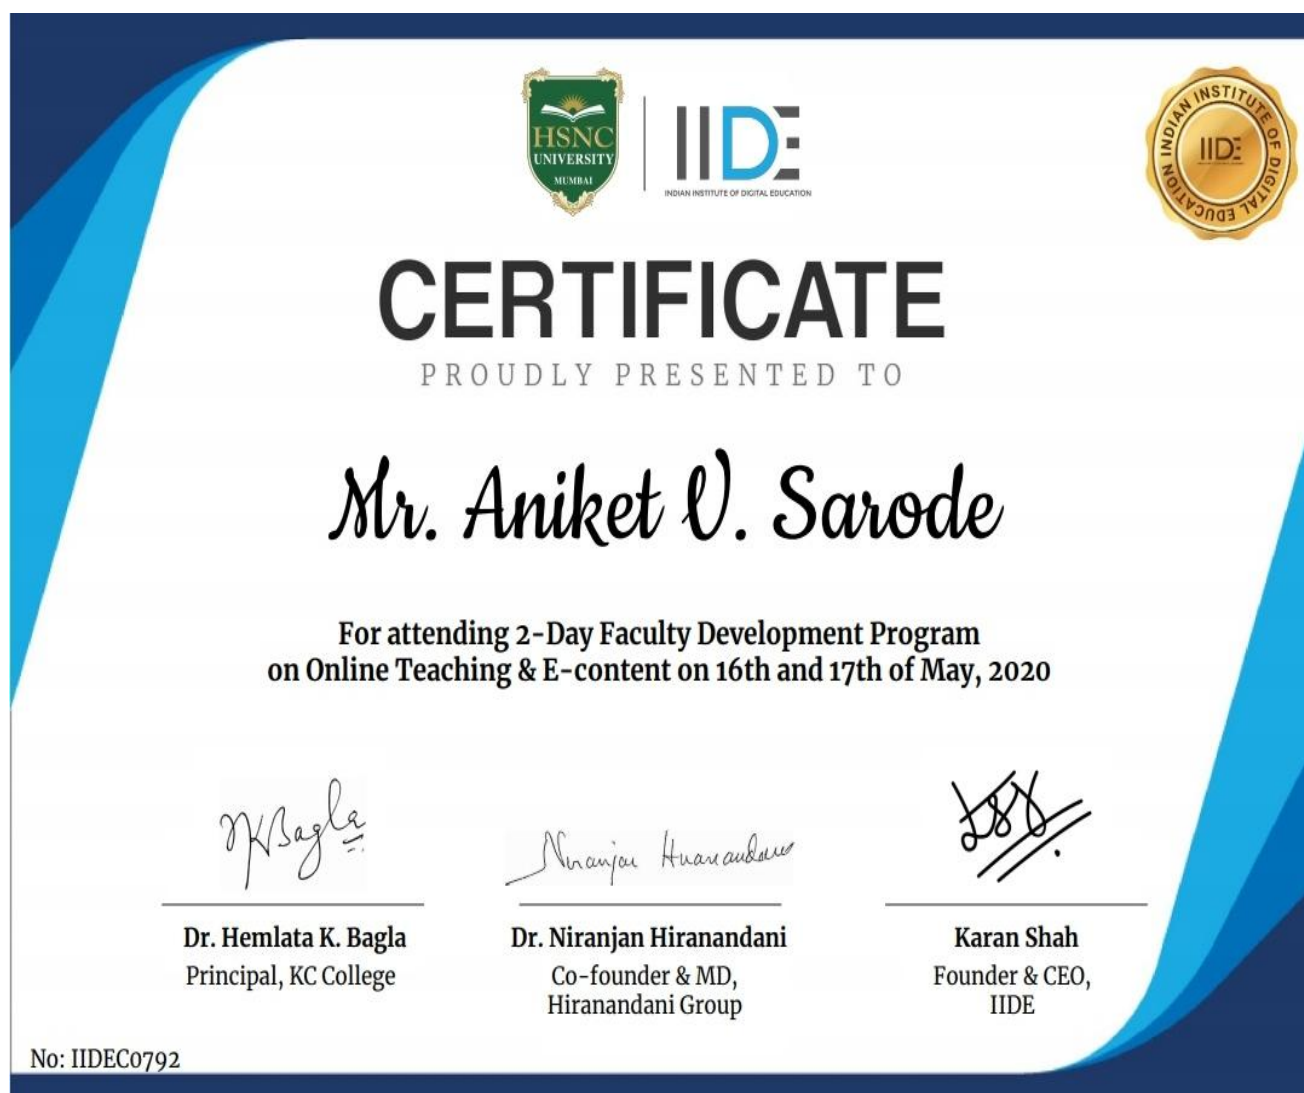 HSNC
UNIVERSITY
MUMBAI
IIDE
INDIAN INSTITUTE OF DIGITAL EDUCATION
INDIAN INSTITUTE OF DIGITAL EDUCATION
IIDE
CERTIFICATE
PROUDLY PRESENTED TO
Mr. Aniket V. Sarode
For attending 2-Day Faculty Development Program
on Online Teaching & E-content on 16th and 17th of May, 2020
HKBagla
Niranjan Hiranandani
Dr. Hemlata K. Bagla
Principal, KC College
Dr. Niranjan Hiranandani
Co-founder & MD,
Hiranandani Group
Karan Shah
Founder & CEO,
IIDE
No: IIDEC0792